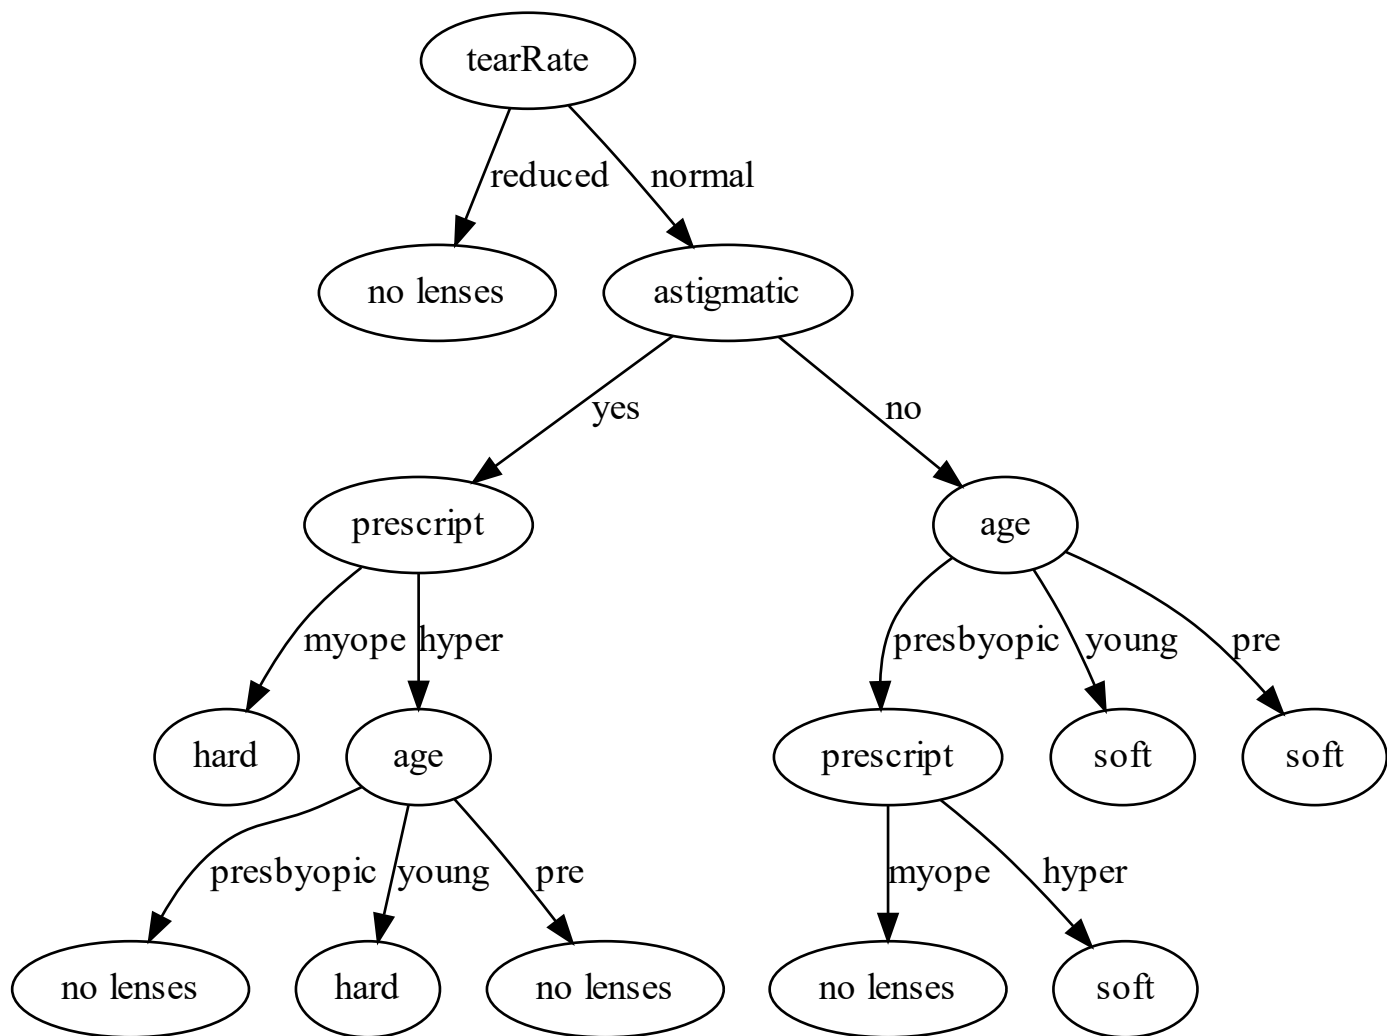 tearRate
reduced
normal
no lenses
astigmatic
yes
no
prescript
age
myope
hyper
presbyopic
young
pre
hard
age
prescript
soft
soft
presbyopic
young
pre
myope
hyper
no lenses
hard
no lenses
no lenses
soft